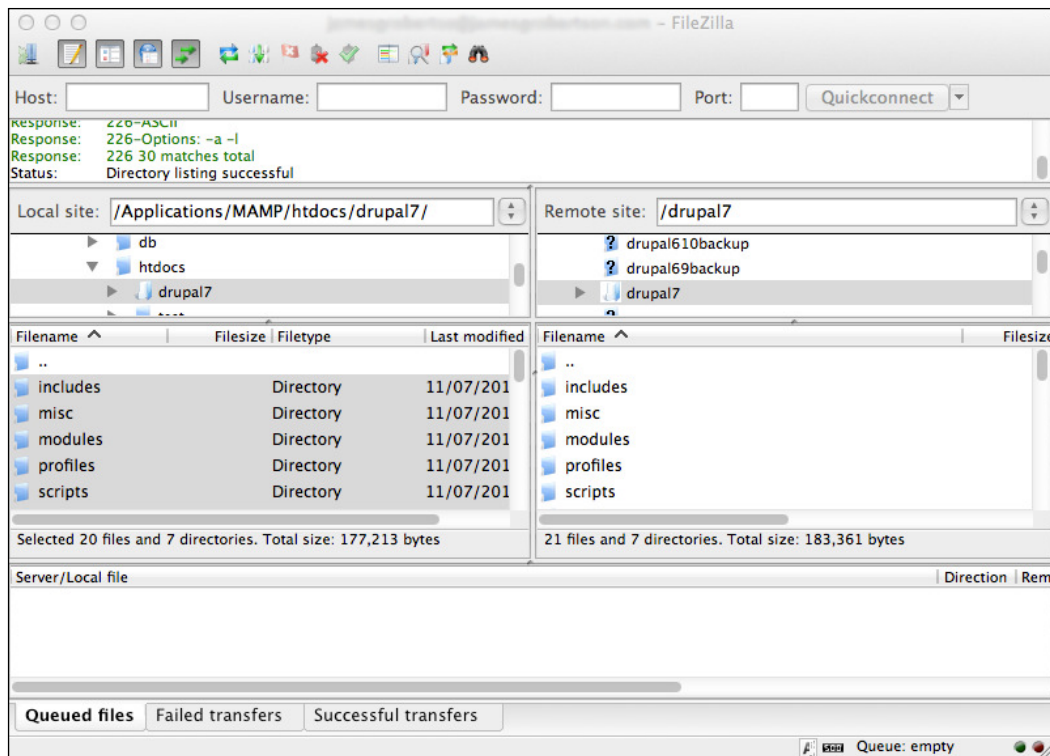 – FileZilla
Host: Username: Password: Port: Quickconnect
Response: 226-ASCII
Response: 226-Options: -a -l
Response: 226 30 matches total
Status: Directory listing successful
Local site: /Applications/MAMP/htdocs/drupal7/
db
htdocs
drupal7
Remote site: /drupal7
drupal610backup
drupal69backup
drupal7
Filename Filesize Filetype Last modified
..
includes Directory 11/07/201
misc Directory 11/07/201
modules Directory 11/07/201
profiles Directory 11/07/201
scripts Directory 11/07/201
Selected 20 files and 7 directories. Total size: 177,213 bytes
Filename Filesize
..
includes
misc
modules
profiles
scripts
21 files and 7 directories. Total size: 183,361 bytes
Server/Local file Direction Rem
Queued files Failed transfers Successful transfers
Queue: empty